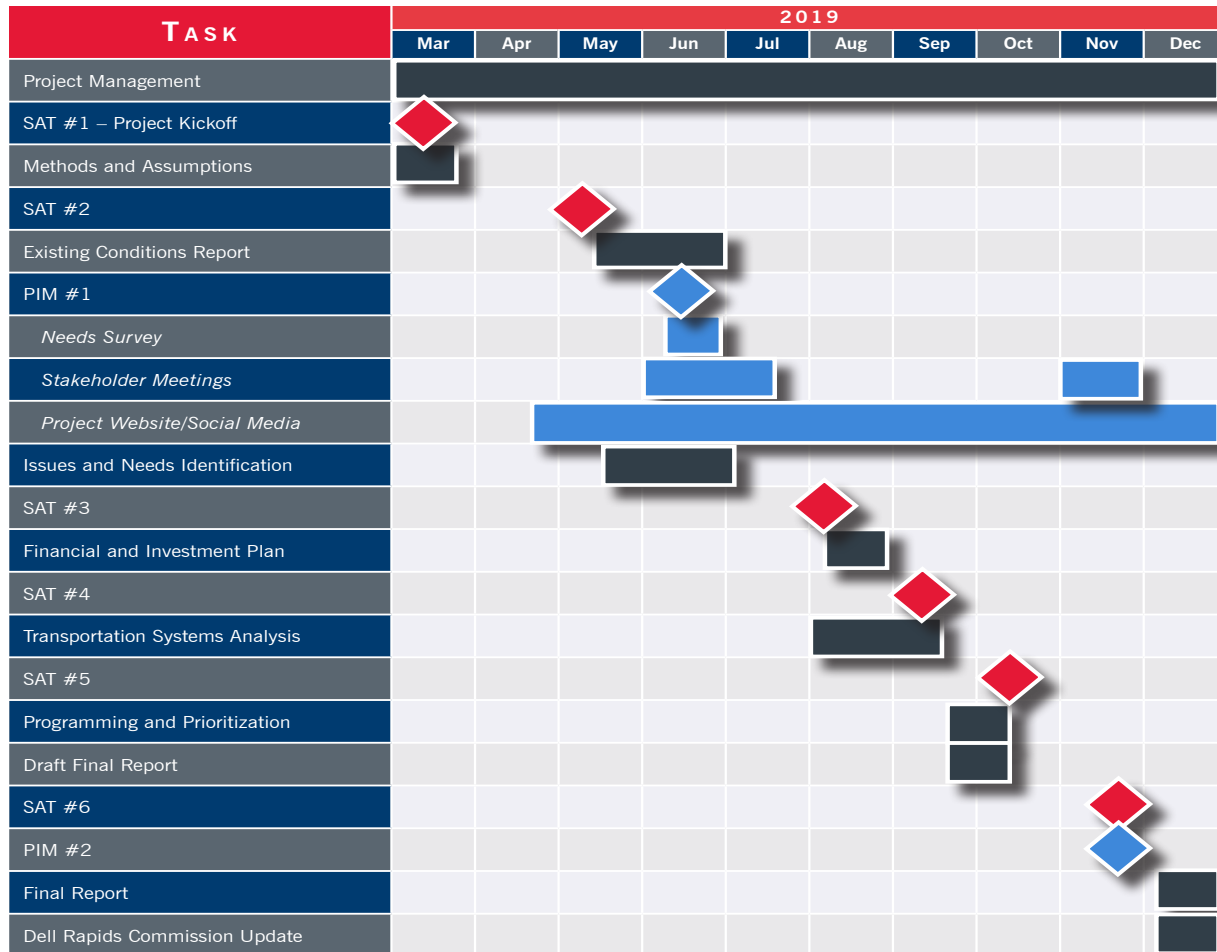 TASK
2019
Mar Apr May Jun Jul Aug Sep Oct Nov Dec
Project Management
SAT #1 – Project Kickoff
Methods and Assumptions
SAT #2
Existing Conditions Report
PIM #1
Needs Survey
Stakeholder Meetings
Project Website/Social Media
Issues and Needs Identification
SAT #3
Financial and Investment Plan
SAT #4
Transportation Systems Analysis
SAT #5
Programming and Prioritization
Draft Final Report
SAT #6
PIM #2
Final Report
Dell Rapids Commission Update